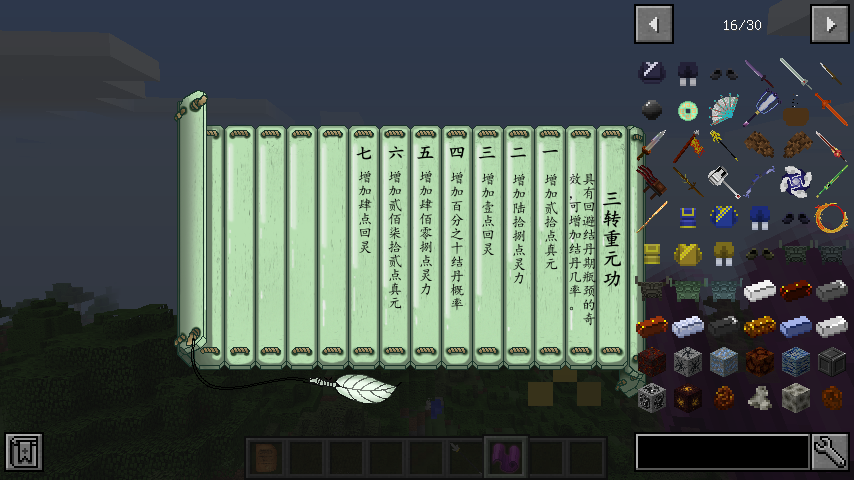 16/30
三转重元功
具有回避结丹期瓶颈的奇
效,可增加结丹几率。
一 增加贰拾点真元
二 增加陆拾捌点灵力
三 增加壹点回灵
四 增加百分之十结丹概率
五 增加肆佰零捌点灵力
六 增加贰佰柒拾贰点真元
七 增加肆点回灵